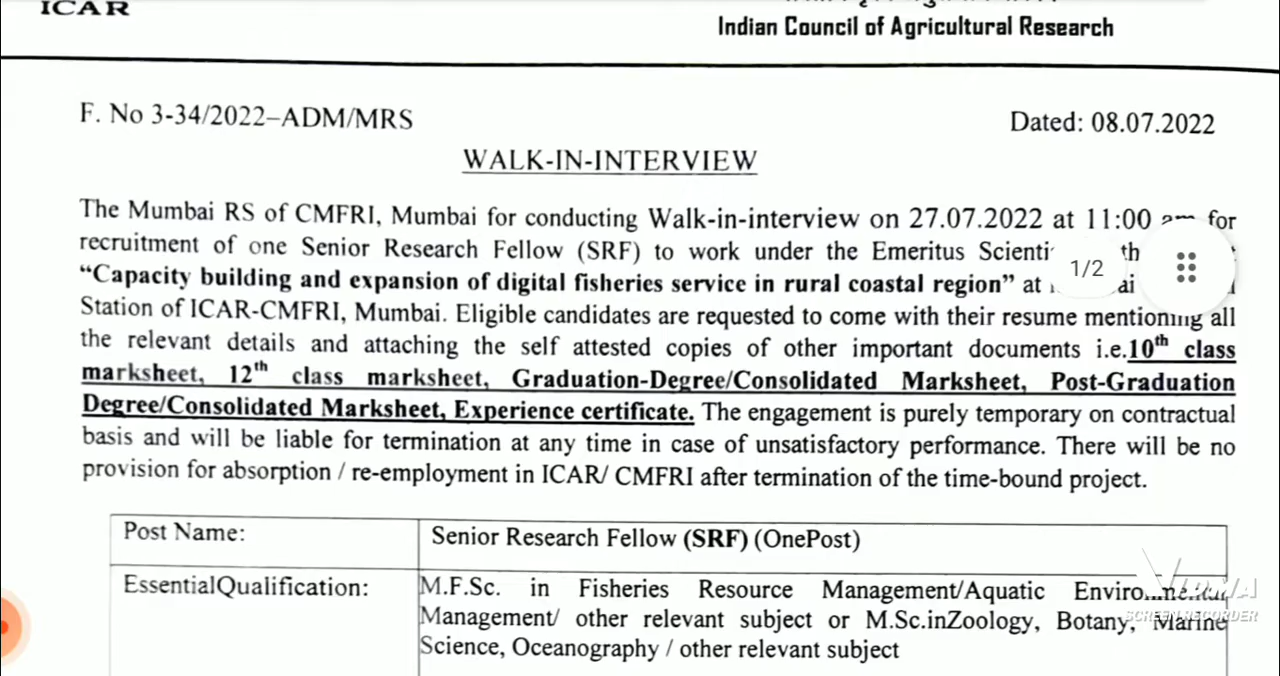 ICAR
Indian Council of Agricultural Research
F. No 3-34/2022-ADM/MRS
Dated: 08.07.2022
WALK-IN-INTERVIEW
The Mumbai RS of CMFRI, Mumbai for conducting Walk-in-interview on 27.07.2022 at 11:00 am for
recruitment of one Senior Research Fellow (SRF) to work under the Emeritus
1/2
“Capacity building and expansion of digital fisheries service in rural coastal region” at
Station of ICAR-CMFRI, Mumbai. Eligible candidates are requested to come with their resume mentioning all
the relevant details and attaching the self attested copies of other important documents i.e.10th class
marksheet, 12th class marksheet, Graduation-Degree/Consolidated Marksheet, Post-Graduation
Degree/Consolidated Marksheet, Experience certificate. The engagement is purely temporary on contractual
basis and will be liable for termination at any time in case of unsatisfactory performance. There will be no
provision for absorption / re-employment in ICAR/ CMFRI after termination of the time-bound project.
Post Name:
Senior Research Fellow (SRF) (OnePost)
EssentialQualification:
M.F.Sc. in Fisheries Resource Management/Aquatic Environmental
Management/ other relevant subject or M.Sc.inZoology, Botany, Marine
Science, Oceanography / other relevant subject
SCREEN RECORDER